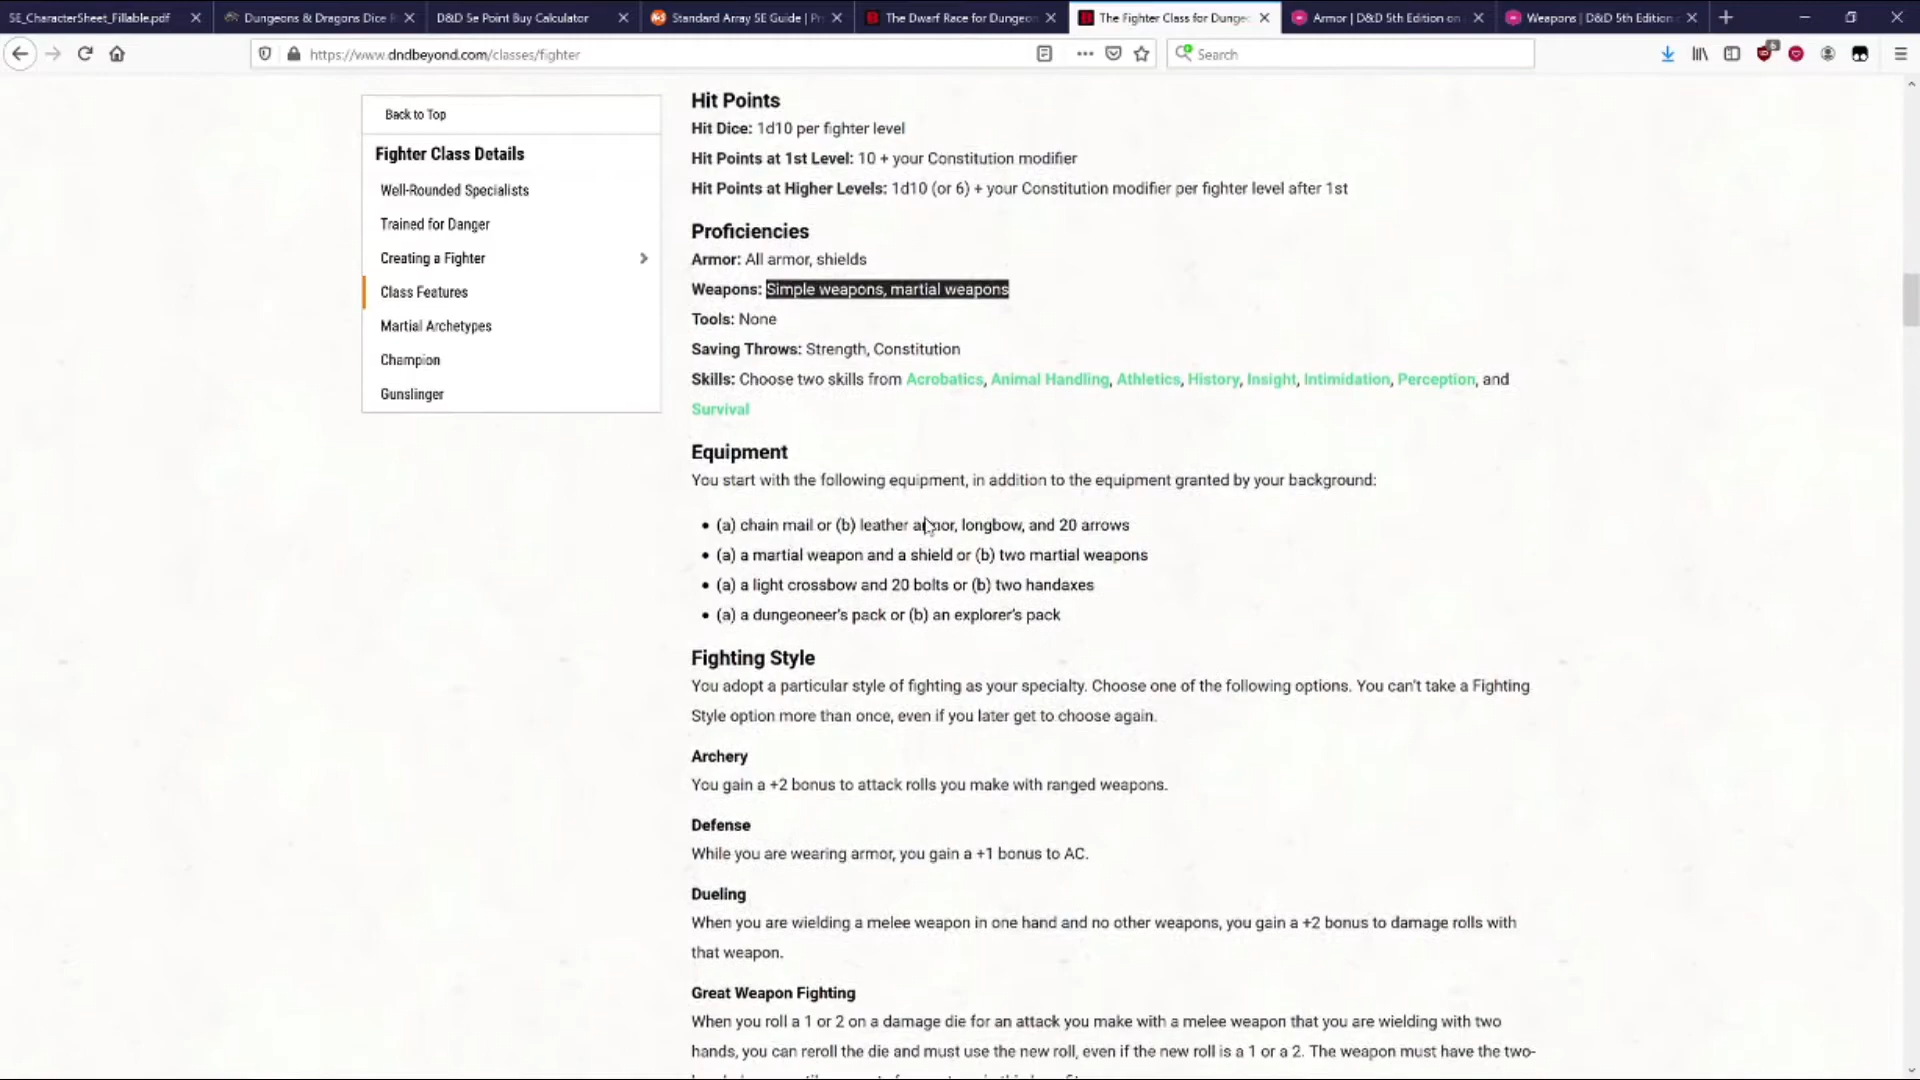 5E_CharacterSheet_Fillable.pdf
Dungeons & Dragons Dice R
D&D 5e Point Buy Calculator
Standard Array 5E Guide | Pr
The Dwarf Race for Dungeon
The Fighter Class for Dunge
Armor | D&D 5th Edition on
Weapons | D&D 5th Edition
https://www.dndbeyond.com/classes/fighter
Search
6
Back to Top
Fighter Class Details
Well-Rounded Specialists
Trained for Danger
Creating a Fighter
Class Features
Martial Archetypes
Champion
Gunslinger
Hit Points
Hit Dice: 1d10 per fighter level
Hit Points at 1st Level: 10 + your Constitution modifier
Hit Points at Higher Levels: 1d10 (or 6) + your Constitution modifier per fighter level after 1st
Proficiencies
Armor: All armor, shields
Weapons: Simple weapons, martial weapons
Tools: None
Saving Throws: Strength, Constitution
Skills: Choose two skills from Acrobatics, Animal Handling, Athletics, History, Insight, Intimidation, Perception, and
Survival
Equipment
You start with the following equipment, in addition to the equipment granted by your background:
• (a) chain mail or (b) leather armor, longbow, and 20 arrows
• (a) a martial weapon and a shield or (b) two martial weapons
• (a) a light crossbow and 20 bolts or (b) two handaxes
• (a) a dungeoneer's pack or (b) an explorer's pack
Fighting Style
You adopt a particular style of fighting as your specialty. Choose one of the following options. You can't take a Fighting
Style option more than once, even if you later get to choose again.
Archery
You gain a +2 bonus to attack rolls you make with ranged weapons.
Defense
While you are wearing armor, you gain a +1 bonus to AC.
Dueling
When you are wielding a melee weapon in one hand and no other weapons, you gain a +2 bonus to damage rolls with
that weapon.
Great Weapon Fighting
When you roll a 1 or 2 on a damage die for an attack you make with a melee weapon that you are wielding with two
hands, you can reroll the die and must use the new roll, even if the new roll is a 1 or a 2. The weapon must have the two-